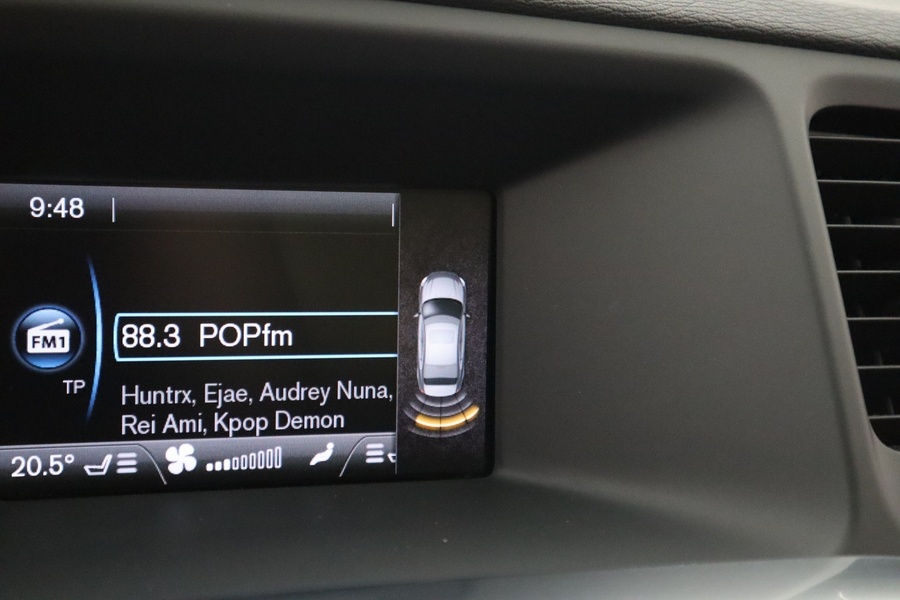 9:48
FM1
88.3 POPfm
TP
Huntrx, Ejae, Audrey Nuna,
Rei Ami, Kpop Demon
20.5°